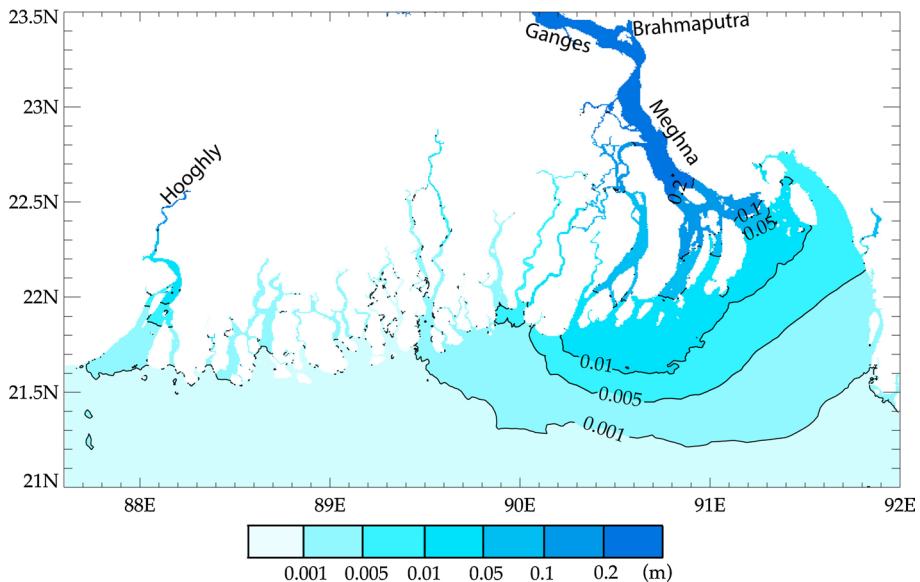 23.5N
Ganges
Brahmaputra
23N
Meghna
Hooghly
22.5N
0.2
0.1
0.05
22N
0.01
21.5N
0.005
0.001
21N
88E 89E 90E 91E 92E
0.001 0.005 0.01 0.05 0.1 0.2 (m)